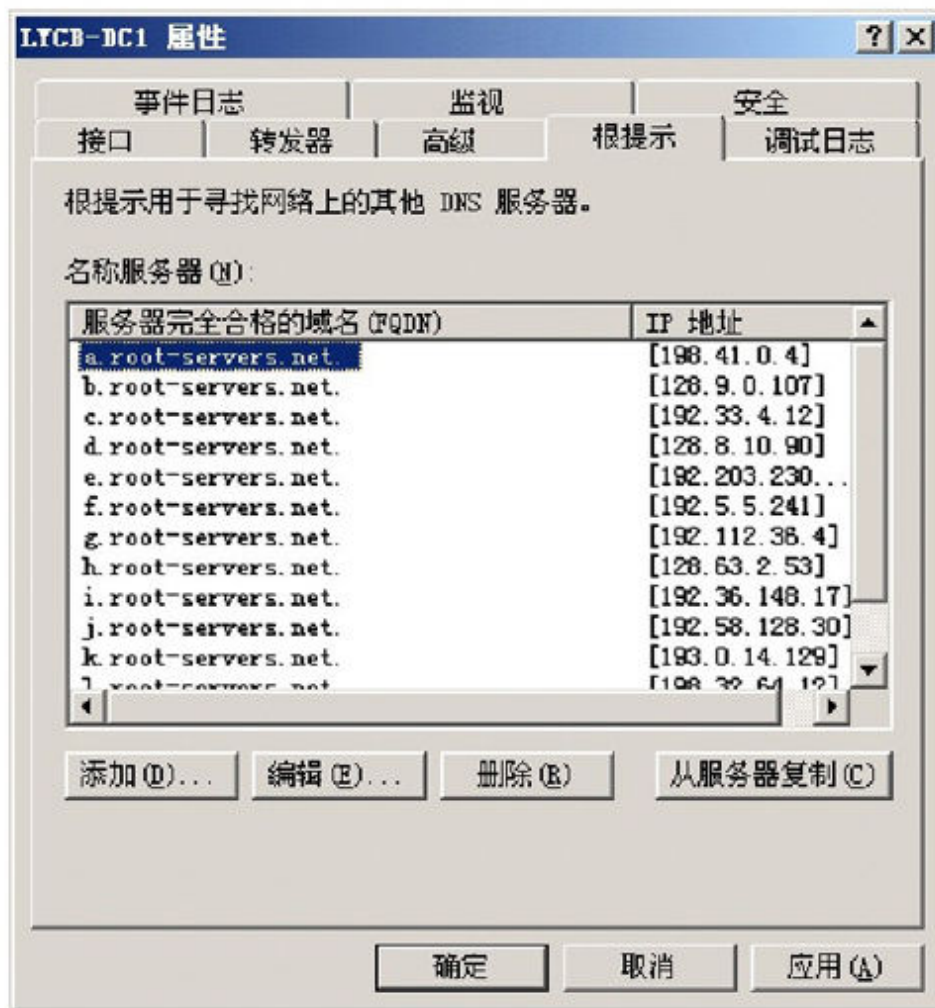 LYCB-DC1 属性
事件日志 监视 安全
接口 转发器 高级 根提示 调试日志
根提示用于寻找网络上的其他 DNS 服务器。
名称服务器(N):
服务器完全合格的域名(FQDN) IP 地址
a.root-servers.net. [198.41.0.4]
b.root-servers.net. [128.9.0.107]
c.root-servers.net. [192.33.4.12]
d.root-servers.net. [128.8.10.90]
e.root-servers.net. [192.203.230...
f.root-servers.net. [192.5.5.241]
g.root-servers.net. [192.112.36.4]
h.root-servers.net. [128.63.2.53]
i.root-servers.net. [192.36.148.17]
j.root-servers.net. [192.58.128.30]
k.root-servers.net. [193.0.14.129]
l.root-servers.net [198.32.64.12]
添加(D)... 编辑(E)... 删除(R) 从服务器复制(C)
确定 取消 应用(A)